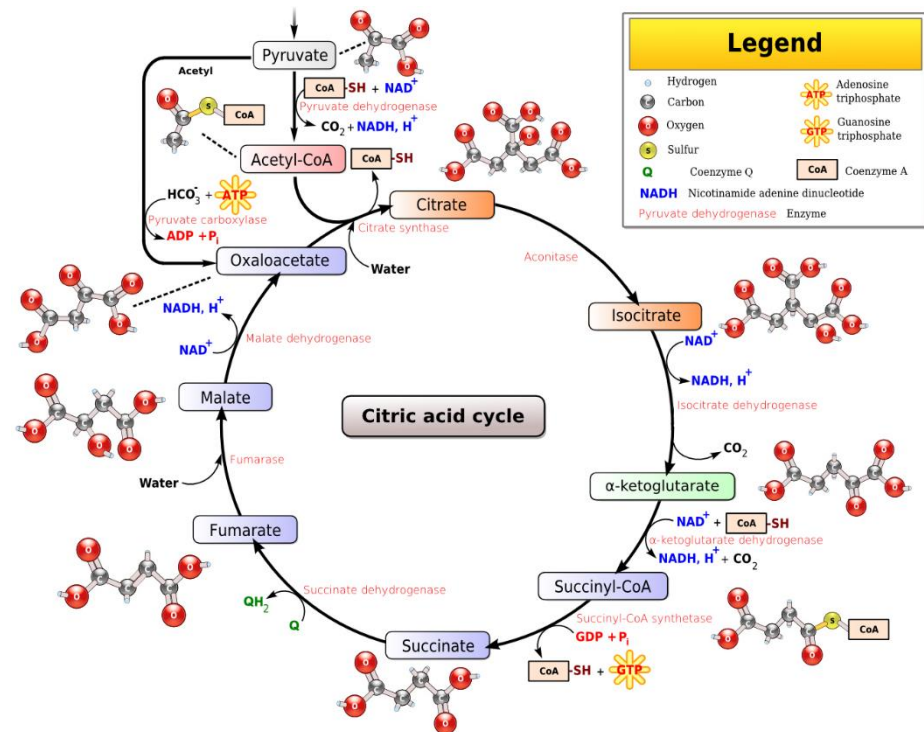 Pyruvate
Acetyl
CoA-SH + NAD+
Pyruvate dehydrogenase
CO2 + NADH, H+
S CoA
Acetyl-CoA
CoA-SH
HCO3- + ATP
Pyruvate carboxylase
ADP + Pi
Citrate
Citrate synthase
Water
Oxaloacetate
Aconitase
Isocitrate
NAD+
NADH, H+
Isocitrate dehydrogenase
CO2
α-ketoglutarate
NAD+ + CoA-SH
α-ketoglutarate dehydrogenase
NADH, H+ + CO2
Succinyl-CoA
Succinyl-CoA synthetase
GDP + Pi
CoA-SH + GTP
S CoA
Succinate
Succinate dehydrogenase
QH2
Q
Fumarate
Fumarase
Water
Malate
Malate dehydrogenase
NAD+
NADH, H+
Citric acid cycle
Legend
Hydrogen
C Carbon
O Oxygen
S Sulfur
Q Coenzyme Q
NADH Nicotinamide adenine dinucleotide
Pyruvate dehydrogenase Enzyme
ATP Adenosine
triphosphate
GTP Guanosine
triphosphate
CoA Coenzyme A